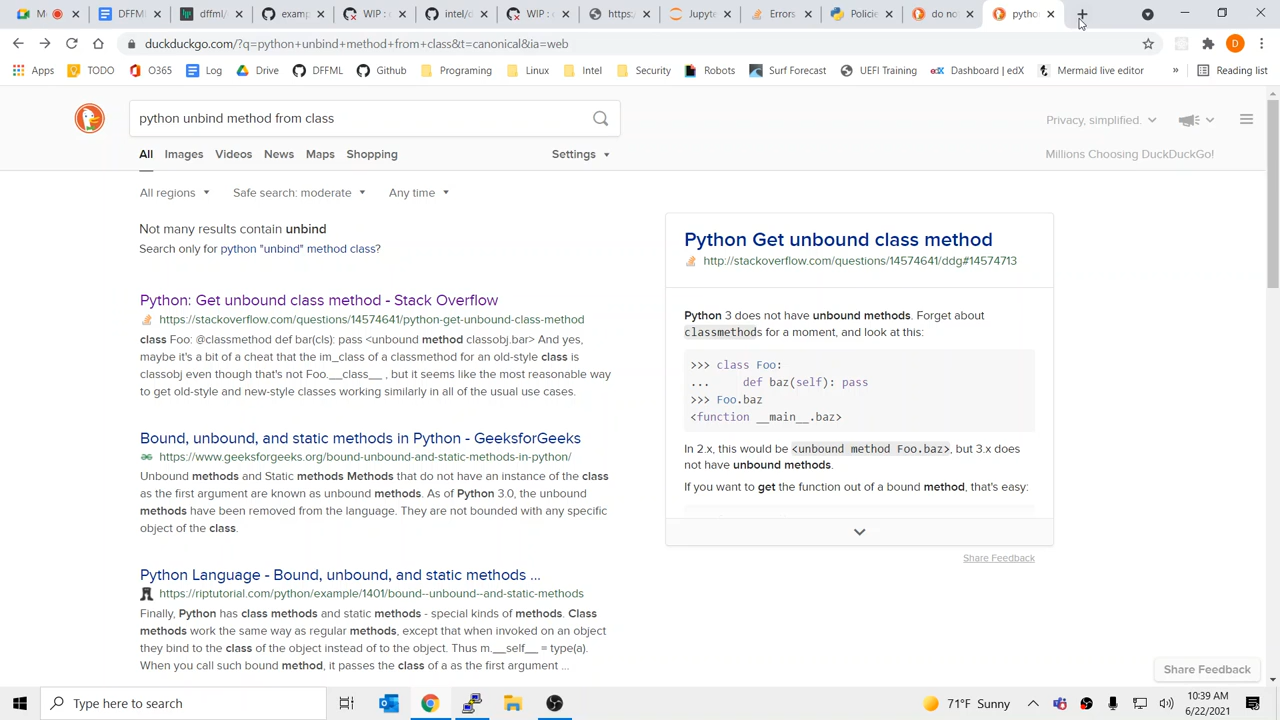 M
DFFML
dffml/
examp
WIP : 
intel/d
WIP : c
https:/
Jupyte
Errors
Policie
do no
python
duckduckgo.com/?q=python+unbind+method+from+class&t=canonical&ia=web
D
Apps
TODO
O365
Log
Drive
DFFML
Github
Programing
Linux
Intel
Security
Robots
Surf Forecast
UEFI Training
edX Dashboard | edX
Mermaid live editor
»
Reading list
python unbind method from class
Privacy, simplified.
All Images Videos News Maps Shopping Settings
Millions Choosing DuckDuckGo!
All regions Safe search: moderate Any time
Not many results contain unbind
Search only for python "unbind" method class?
Python: Get unbound class method - Stack Overflow
https://stackoverflow.com/questions/14574641/python-get-unbound-class-method
class Foo: @classmethod def bar(cls): pass <unbound method classobj.bar> And yes,
maybe it's a bit of a cheat that the im_class of a classmethod for an old-style class is
classobj even though that's not Foo.__class__ , but it seems like the most reasonable way
to get old-style and new-style classes working similarly in all of the usual use cases.
Bound, unbound, and static methods in Python - GeeksforGeeks
https://www.geeksforgeeks.org/bound-unbound-and-static-methods-in-python/
Unbound methods and Static methods Methods that do not have an instance of the class
as the first argument are known as unbound methods. As of Python 3.0, the unbound
methods have been removed from the language. They are not bounded with any specific
object of the class.
Python Language - Bound, unbound, and static methods ...
https://riptutorial.com/python/example/1401/bound--unbound--and-static-methods
Finally, Python has class methods and static methods - special kinds of methods. Class
methods work the same way as regular methods, except that when invoked on an object
they bind to the class of the object instead of to the object. Thus m.__self__ = type(a).
When you call such bound method, it passes the class of a as the first argument ...
Python Get unbound class method
http://stackoverflow.com/questions/14574641/ddg#14574713
Python 3 does not have unbound methods. Forget about
classmethods for a moment, and look at this:
>>> class Foo:
... def baz(self): pass
>>> Foo.baz
<function __main__.baz>
In 2.x, this would be <unbound method Foo.baz>, but 3.x does
not have unbound methods.
If you want to get the function out of a bound method, that's easy:
Share Feedback
Share Feedback
Type here to search
71°F Sunny
10:39 AM
6/22/2021